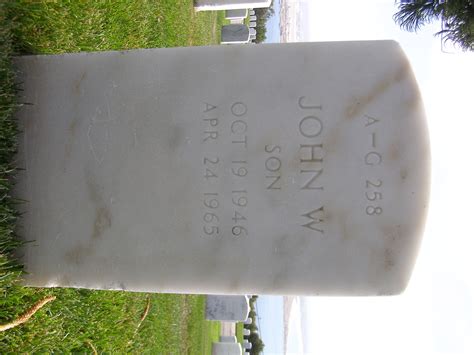 A-G 258
JOHN W
SON
OCT 19 1946
APR 24 1965